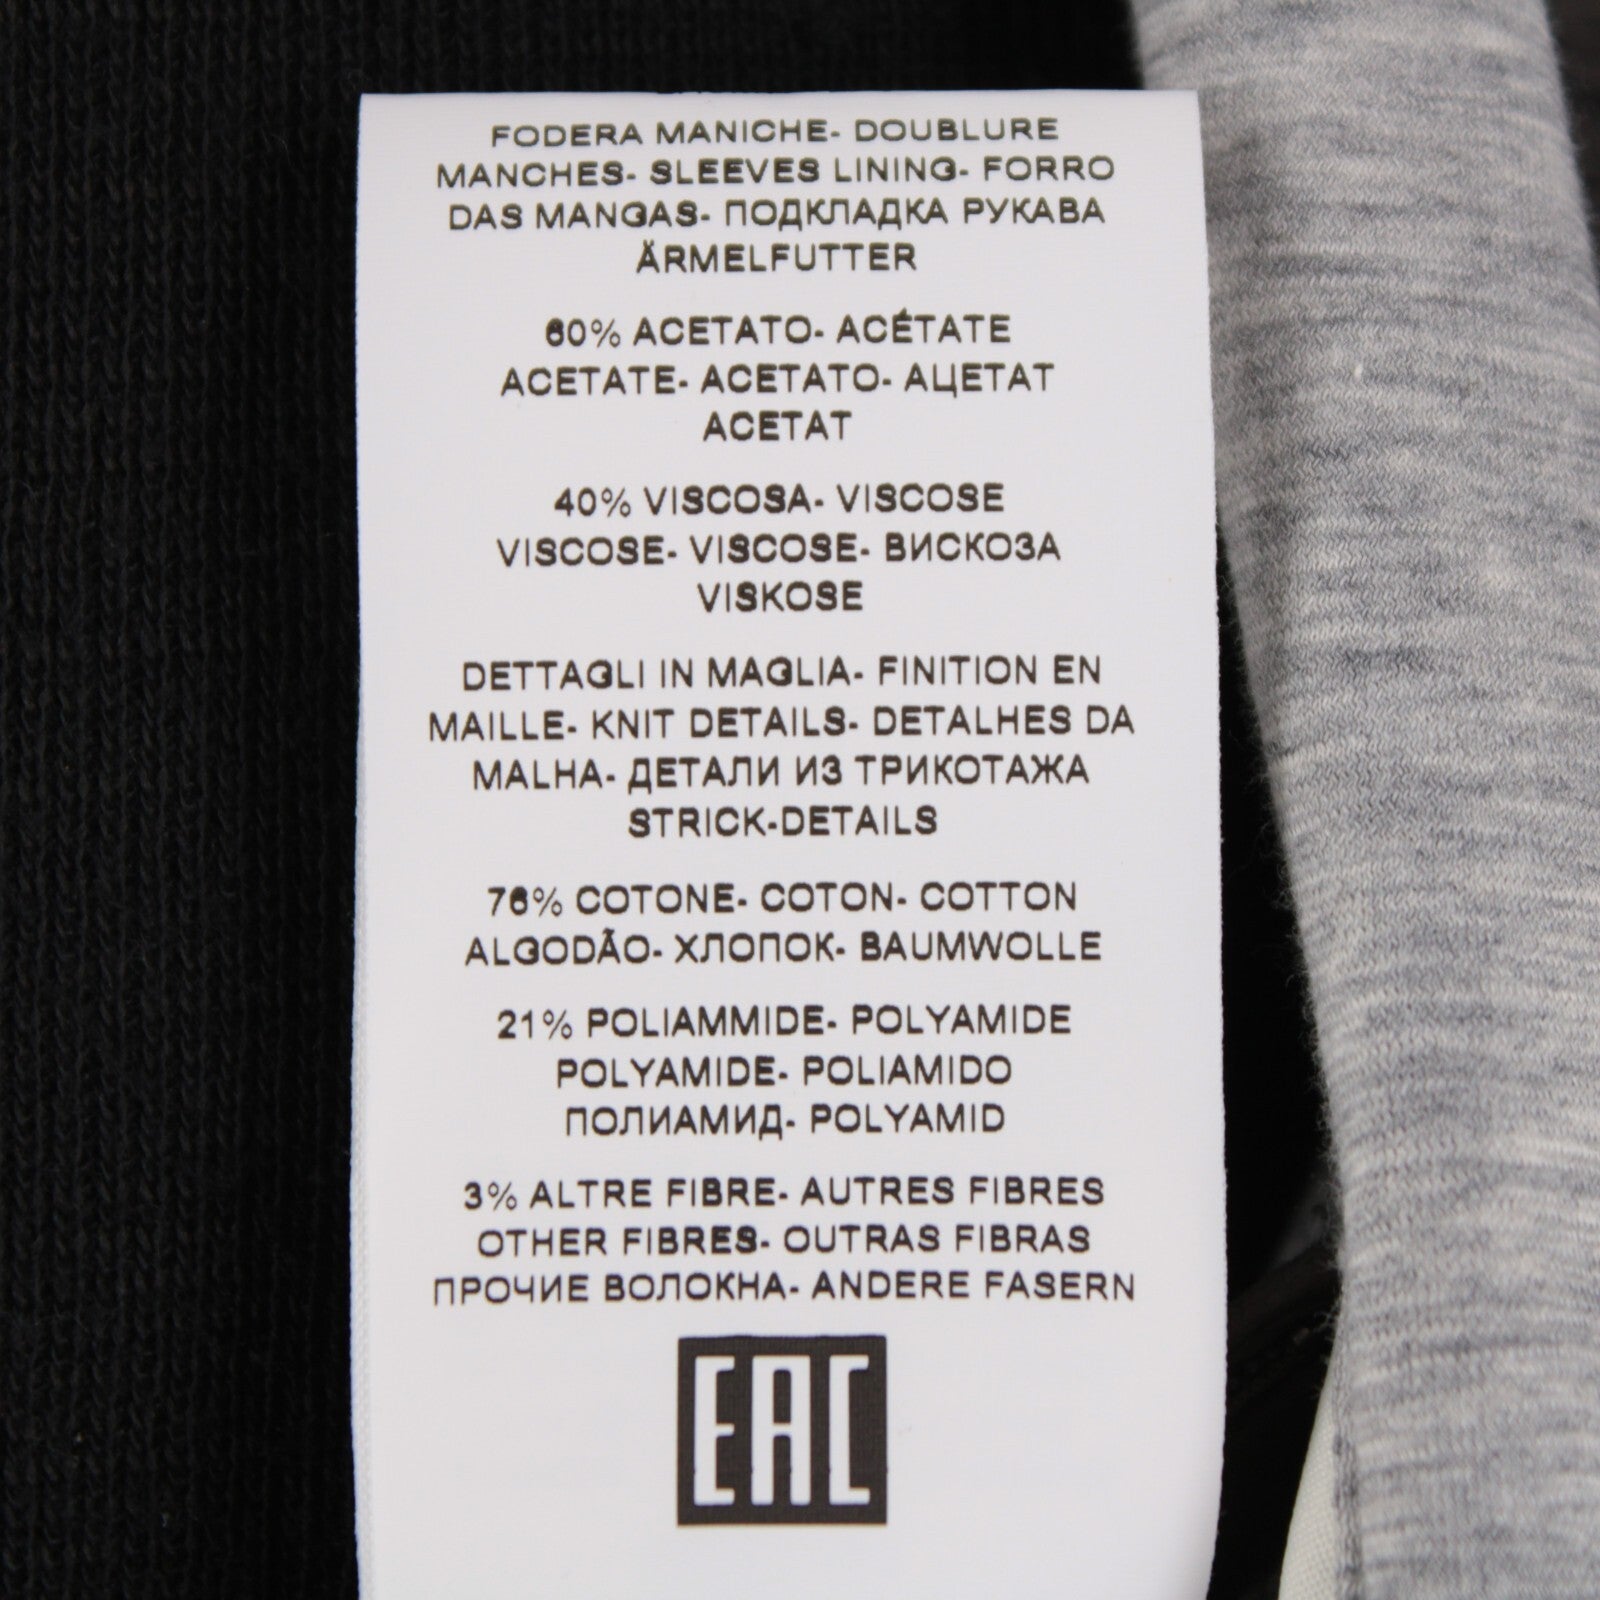 FODERA MANICHE- DOUBLURE
MANCHES- SLEEVES LINING- FORRO
DAS MANGAS- ПОДКЛАДКА РУКАВА
ÄRMELFUTTER
60% ACETATO- ACÉTATE
ACETATE- ACETATO- АЦЕТАТ
ACETAT
40% VISCOSA- VISCOSE
VISCOSE- VISCOSE- ВИСКОЗА
VISKOSE
DETTAGLI IN MAGLIA- FINITION EN
MAILLE- KNIT DETAILS- DETALHES DA
MALHA- ДЕТАЛИ ИЗ ТРИКОТАЖА
STRICK-DETAILS
76% COTONE- COTON- COTTON
ALGODÃO- ХЛОПОК- BAUMWOLLE
21% POLIAMMIDE- POLYAMIDE
POLYAMIDE- POLIAMIDO
ПОЛИАМИД- POLYAMID
3% ALTRE FIBRE- AUTRES FIBRES
OTHER FIBRES- OUTRAS FIBRAS
ПРОЧИЕ ВОЛОКНА- ANDERE FASERN
EAC